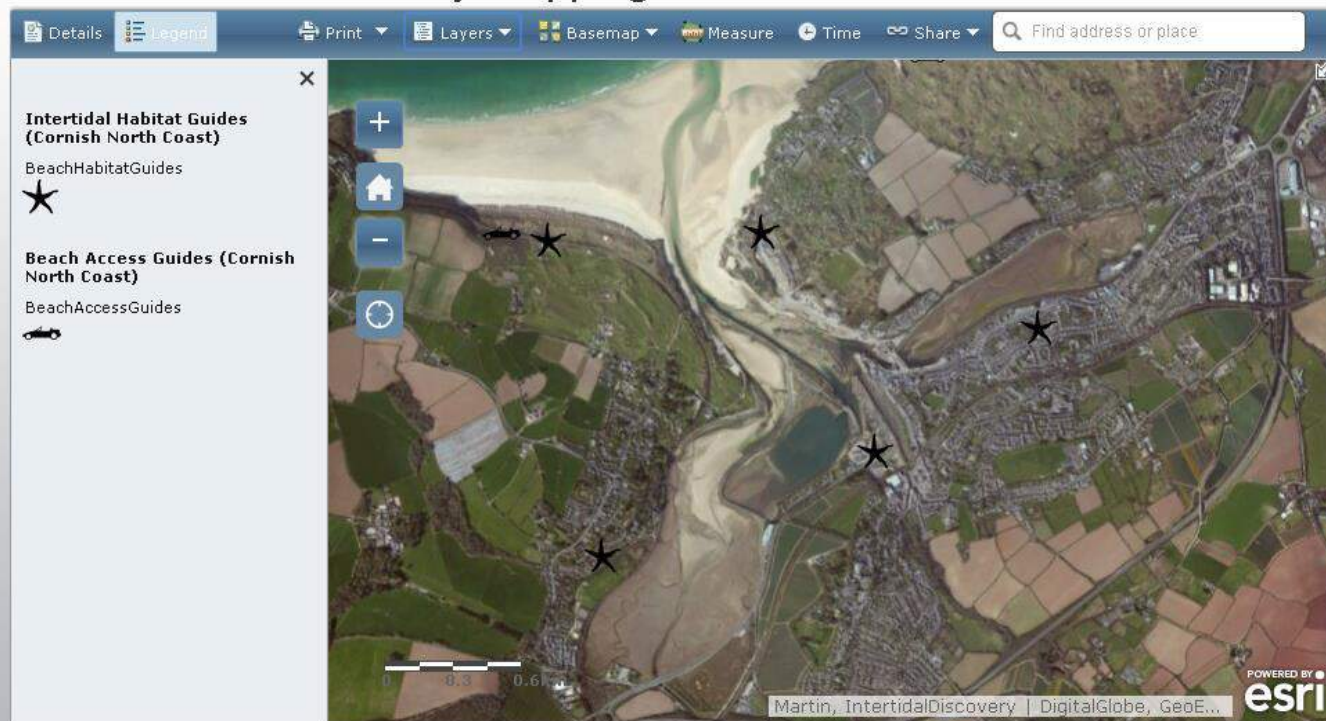 Details
Legend
Print
Layers
Basemap
Measure
Time
Share
Find address or place
Intertidal Habitat Guides
(Cornish North Coast)
BeachHabitatGuides
Beach Access Guides (Cornish
North Coast)
BeachAccessGuides
0 0.3 0.6
Martin, IntertidalDiscovery | DigitalGlobe, GeoE...
POWERED BY
esri